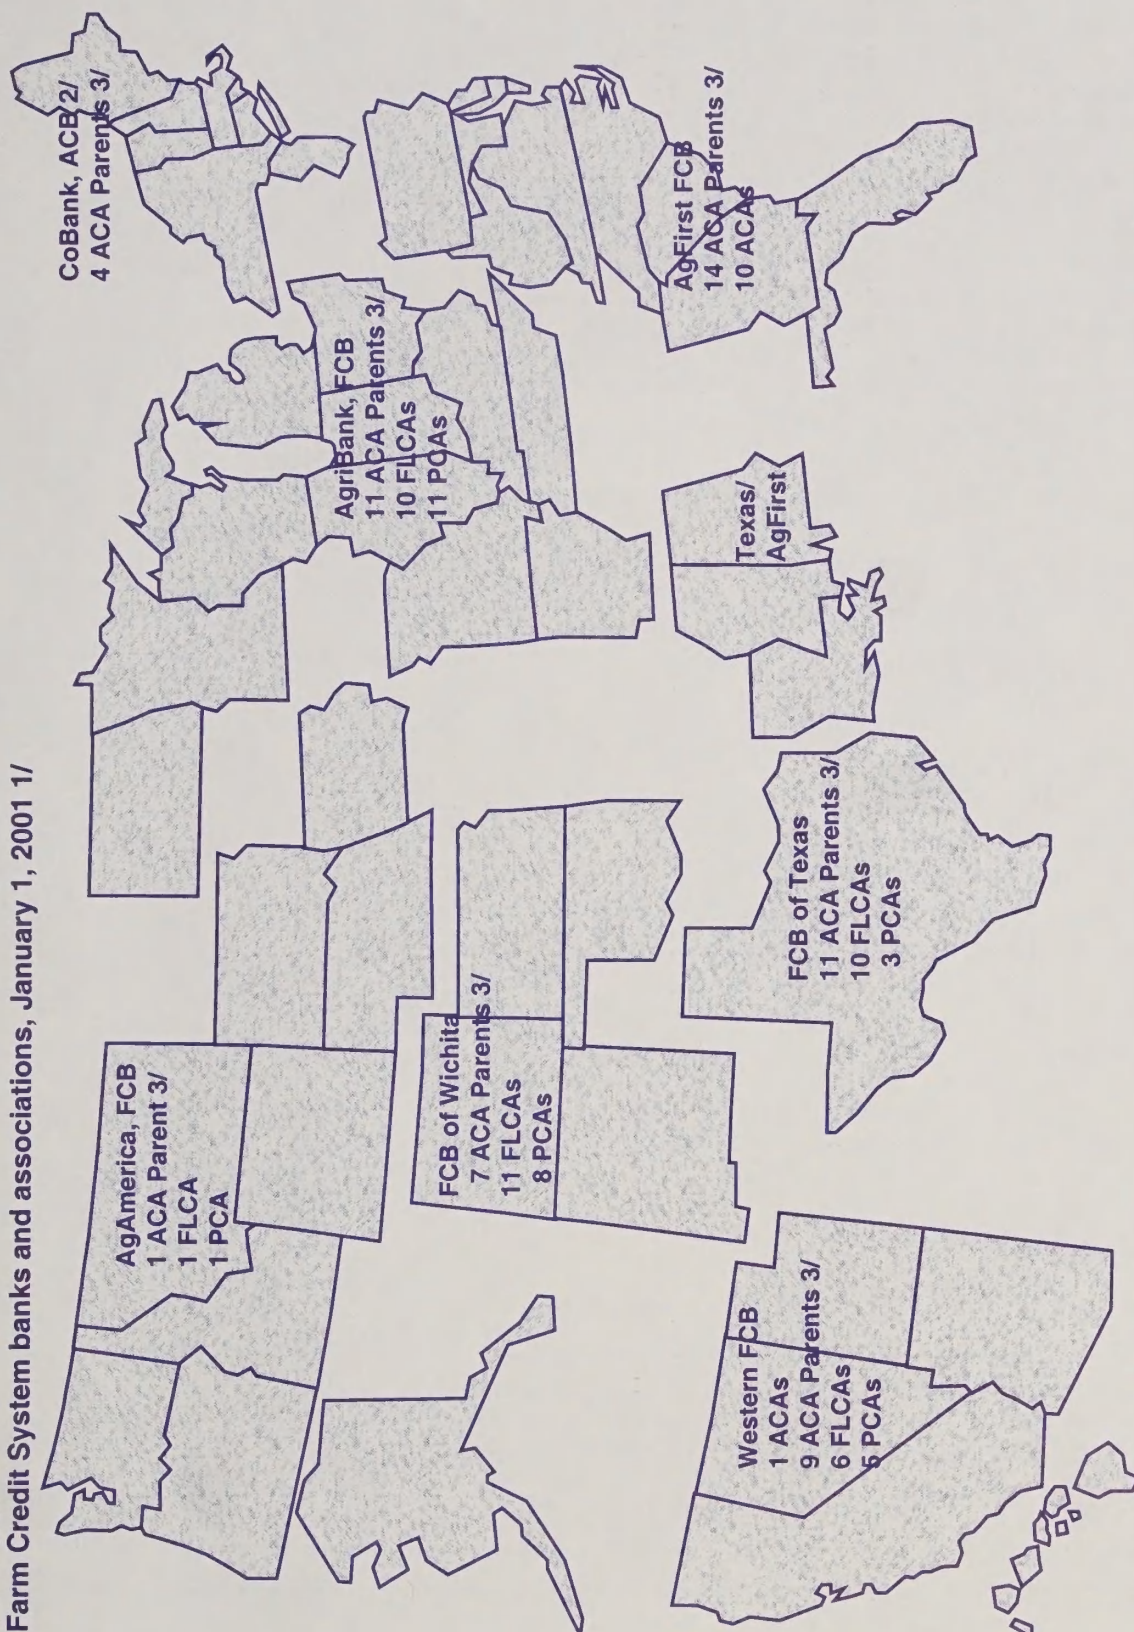 Farm Credit System banks and associations, January 1, 2001 1/
CoBank, ACB 2/
4 ACA Parents 3/
AgAmerica, FCB
1 ACA Parent 3/
1 FLCA
1 PCA
AgriBank, FCB
11 ACA Parents 3/
10 FLCAs
11 PCAs
FCB of Wichita
7 ACA Parents 3/
11 FLCAs
8 PCAs
AgFirst FCB
14 ACA Parents 3/
10 ACAs
Texas/
AgFirst
Western FCB
1 ACAs
9 ACA Parents 3/
6 FLCAs
5 PCAs
FCB of Texas
11 ACA Parents 3/
10 FLCAs
3 PCAs